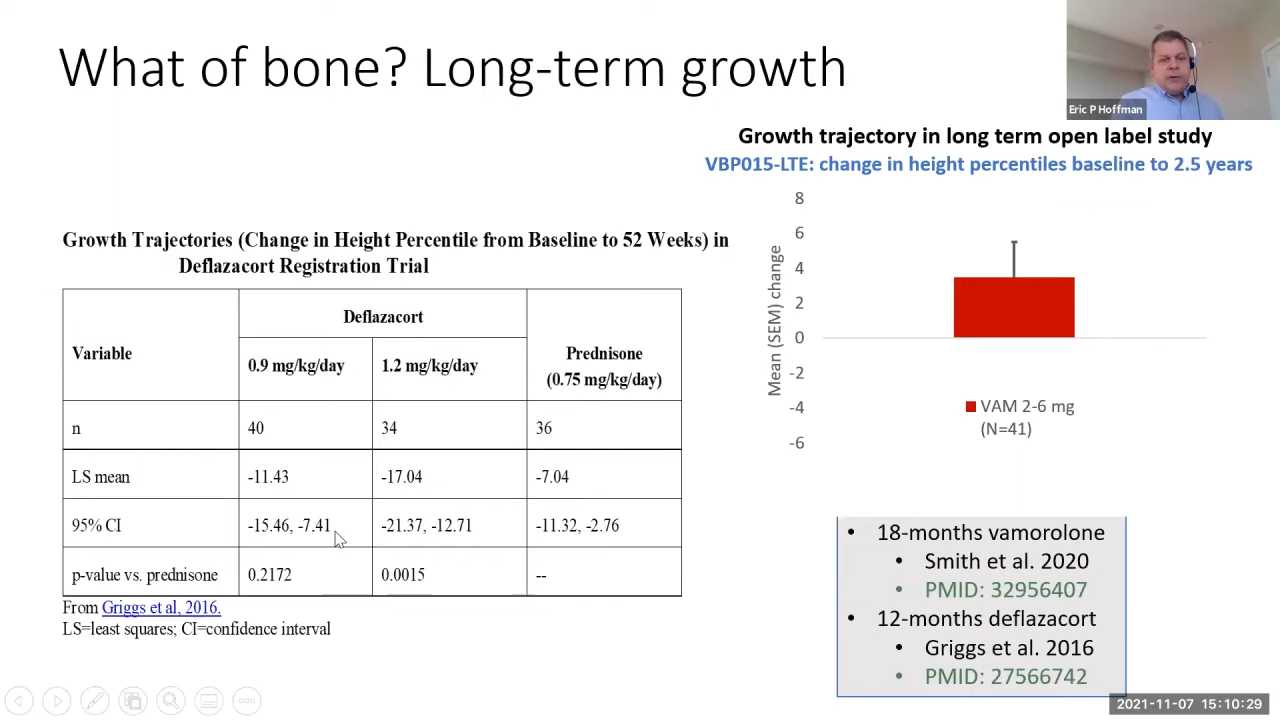 What of bone? Long-term growth
Eric P Hoffman
Growth trajectory in long term open label study
VBP015-LTE: change in height percentiles baseline to 2.5 years
Growth Trajectories (Change in Height Percentile from Baseline to 52 Weeks) in
Deflazacort Registration Trial
Variable
Deflazacort
0.9 mg/kg/day
1.2 mg/kg/day
Prednisone
(0.75 mg/kg/day)
n 40 34 36
LS mean -11.43 -17.04 -7.04
95% CI -15.46, -7.41 -21.37, -12.71 -11.32, -2.76
p-value vs. prednisone 0.2172 0.0015 --
From Griggs et al, 2016.
LS=least squares; CI=confidence interval
Mean (SEM) change
8
6
4
2
0
-2
-4
-6
VAM 2-6 mg
(N=41)
• 18-months vamorolone
• Smith et al. 2020
• PMID: 32956407
• 12-months deflazacort
• Griggs et al. 2016
• PMID: 27566742
2021-11-07 15:10:29